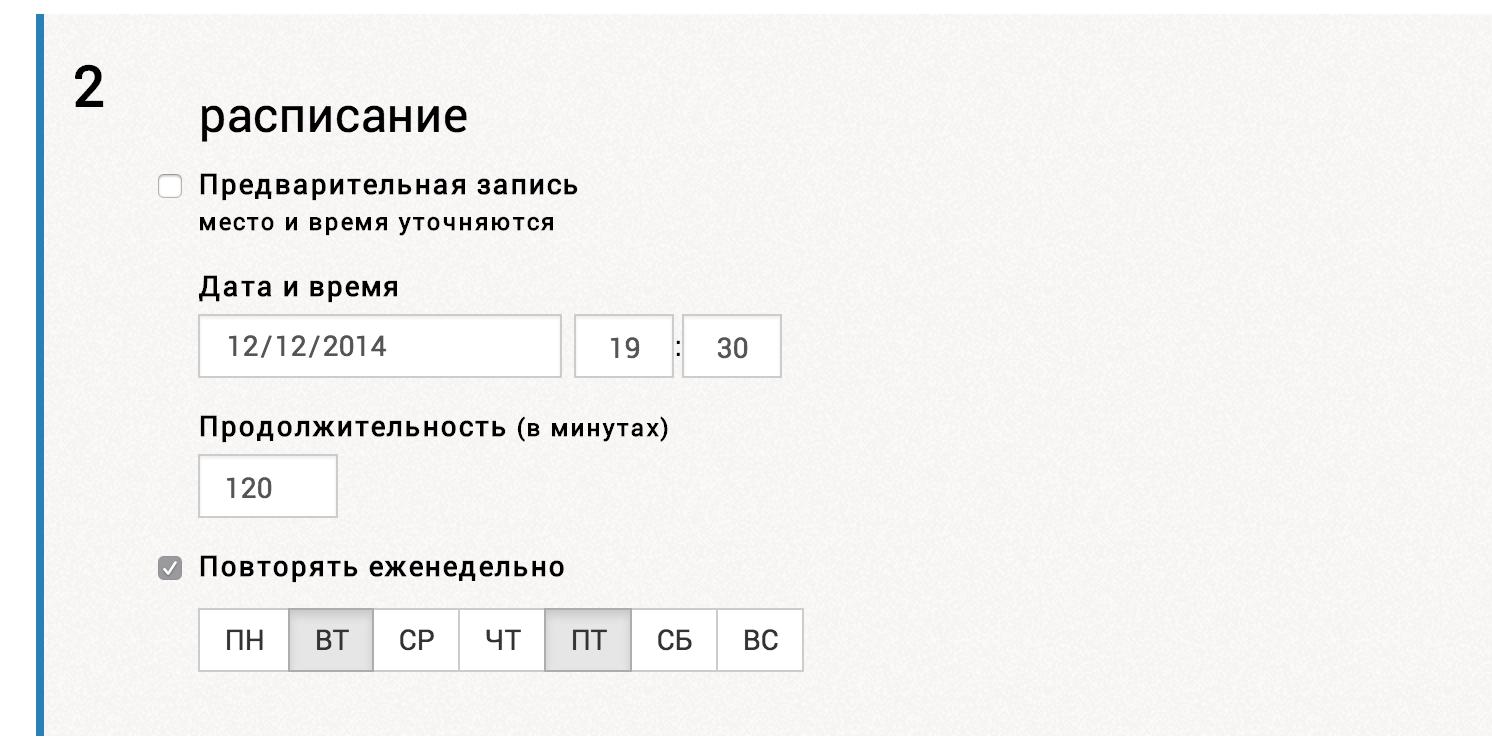 2
расписание
Предварительная запись
место и время уточняются
Дата и время
12/12/2014 19 : 30
Продолжительность (в минутах)
120
Повторять еженедельно
ПН ВТ СР ЧТ ПТ СБ ВС